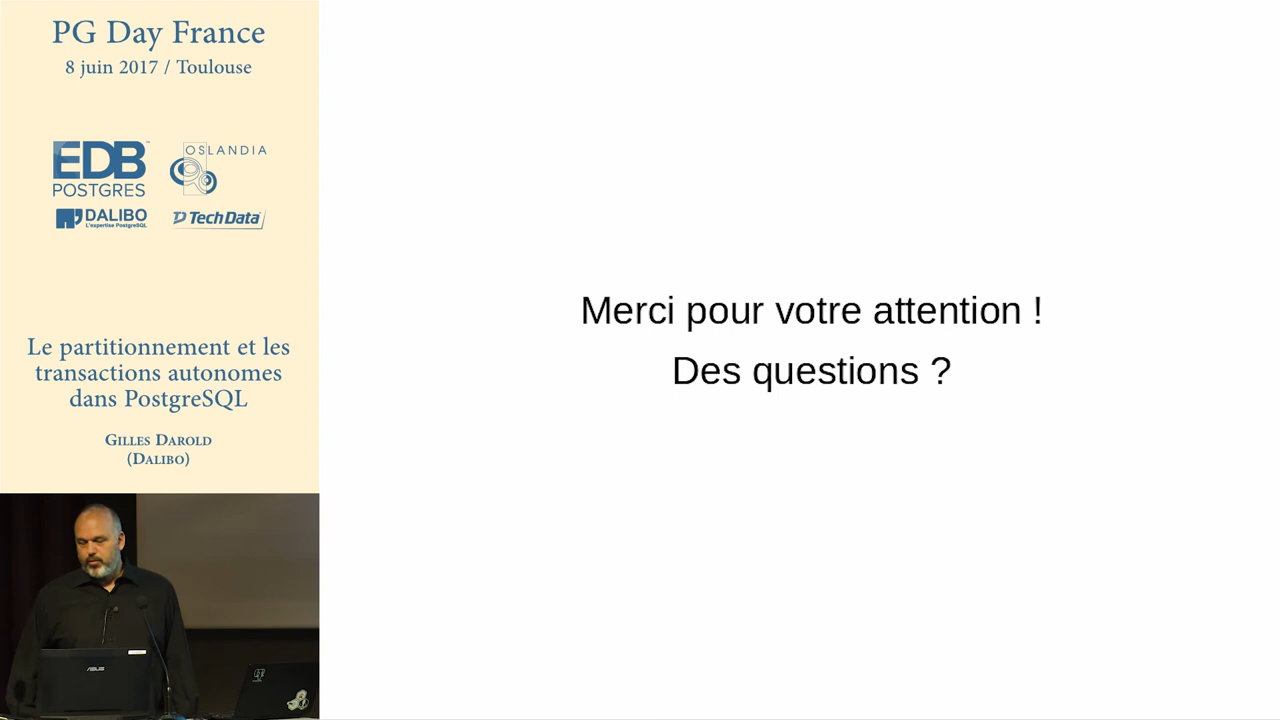 PG Day France
8 juin 2017 / Toulouse
EDB
POSTGRES
OSLANDIA
DALIBO
L'expertise PostgreSQL
TechData
Le partitionnement et les
transactions autonomes
dans PostgreSQL
GILLES DAROLD
(DALIBO)
ASUS
Merci pour votre attention !
Des questions ?